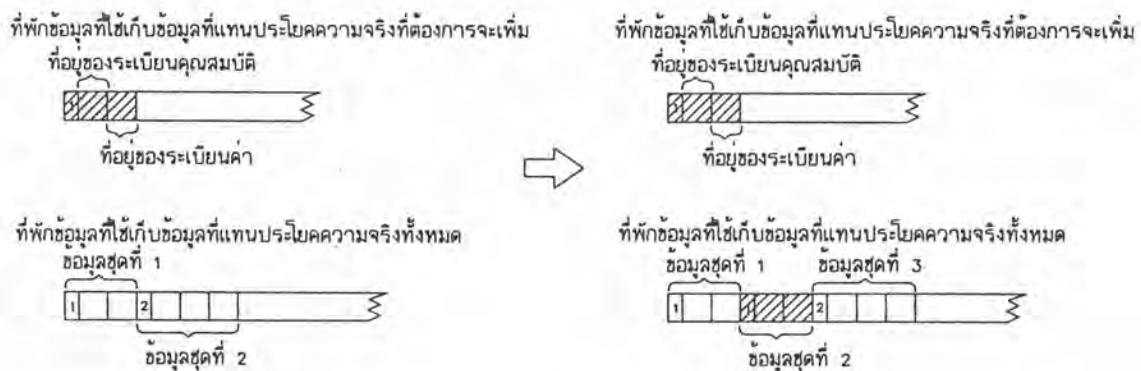 ที่พักข้อมูลที่ใช้เก็บข้อมูลที่แทนประโยคความจริงที่ต้องการจะเพิ่ม
ที่อยู่ของระเบียนคุณสมบัติ
1
ที่อยู่ของระเบียนค่า
ที่พักข้อมูลที่ใช้เก็บข้อมูลที่แทนประโยคความจริงทั้งหมด
ข้อมูลชุดที่ 1
1 2
ข้อมูลชุดที่ 2
ที่พักข้อมูลที่ใช้เก็บข้อมูลที่แทนประโยคความจริงที่ต้องการจะเพิ่ม
ที่อยู่ของระเบียนคุณสมบัติ
1
ที่อยู่ของระเบียนค่า
ที่พักข้อมูลที่ใช้เก็บข้อมูลที่แทนประโยคความจริงทั้งหมด
ข้อมูลชุดที่ 1 ข้อมูลชุดที่ 3
1 1 2
ข้อมูลชุดที่ 2